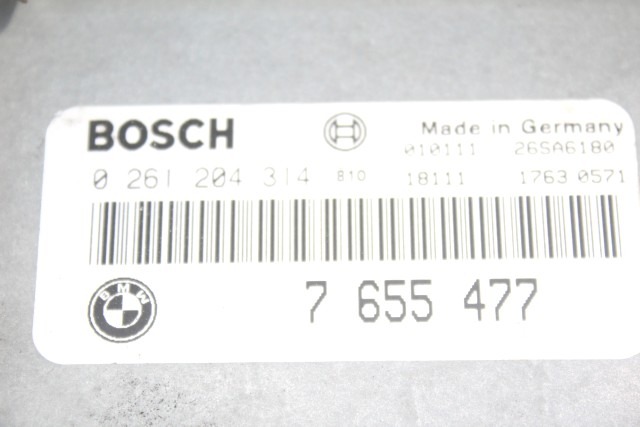 BOSCH Made in Germany
010111 26SA6180
0 261 204 314 810 18111 1763 0571
BMW 7 655 477